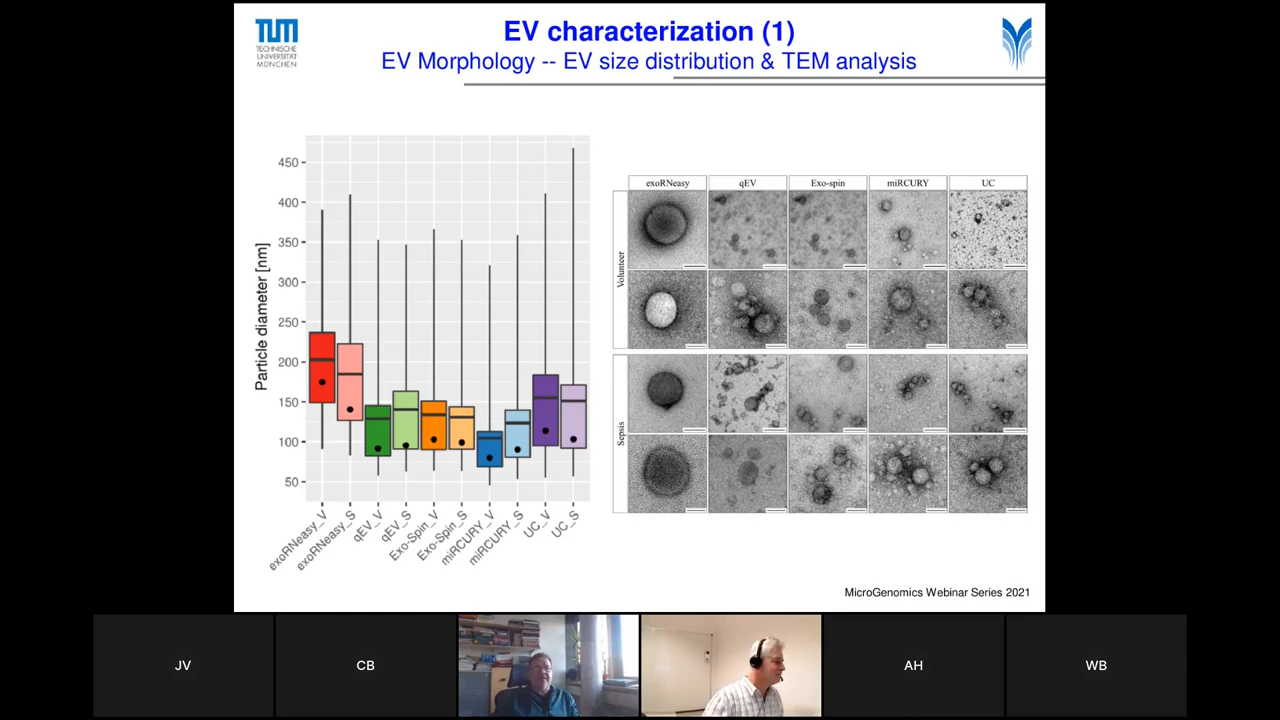 EV characterization (1)
EV Morphology -- EV size distribution & TEM analysis
TUM
TECHNISCHE
UNIVERSITÄT
MÜNCHEN
Particle diameter [nm]
450
400
350
300
250
200
150
100
50
exoRNeasy_V
exoRNeasy_S
qEV_V
qEV_S
Exo-Spin_V
Exo-Spin_S
miRCURY_V
miRCURY_S
UC_V
UC_S
exoRNeasy
qEV
Exo-spin
miRCURY
UC
Volunteer
Sepsis
MicroGenomics Webinar Series 2021
JV
CB
AH
WB